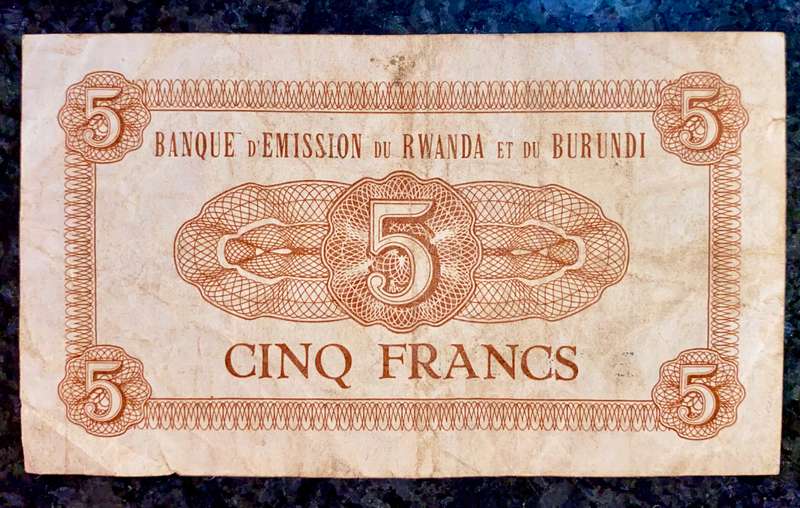 5 5
BANQUE D'EMISSION DU RWANDA ET DU BURUNDI
5
CINQ FRANCS
5 5